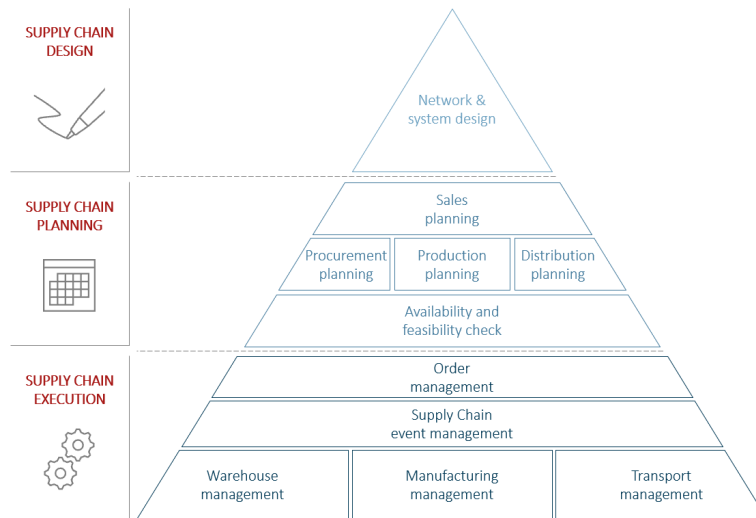 SUPPLY CHAIN
DESIGN
Network &
system design
SUPPLY CHAIN
PLANNING
Sales
planning
Procurement
planning
Production
planning
Distribution
planning
Availability and
feasibility check
SUPPLY CHAIN
EXECUTION
Order
management
Supply Chain
event management
Warehouse
management
Manufacturing
management
Transport
management